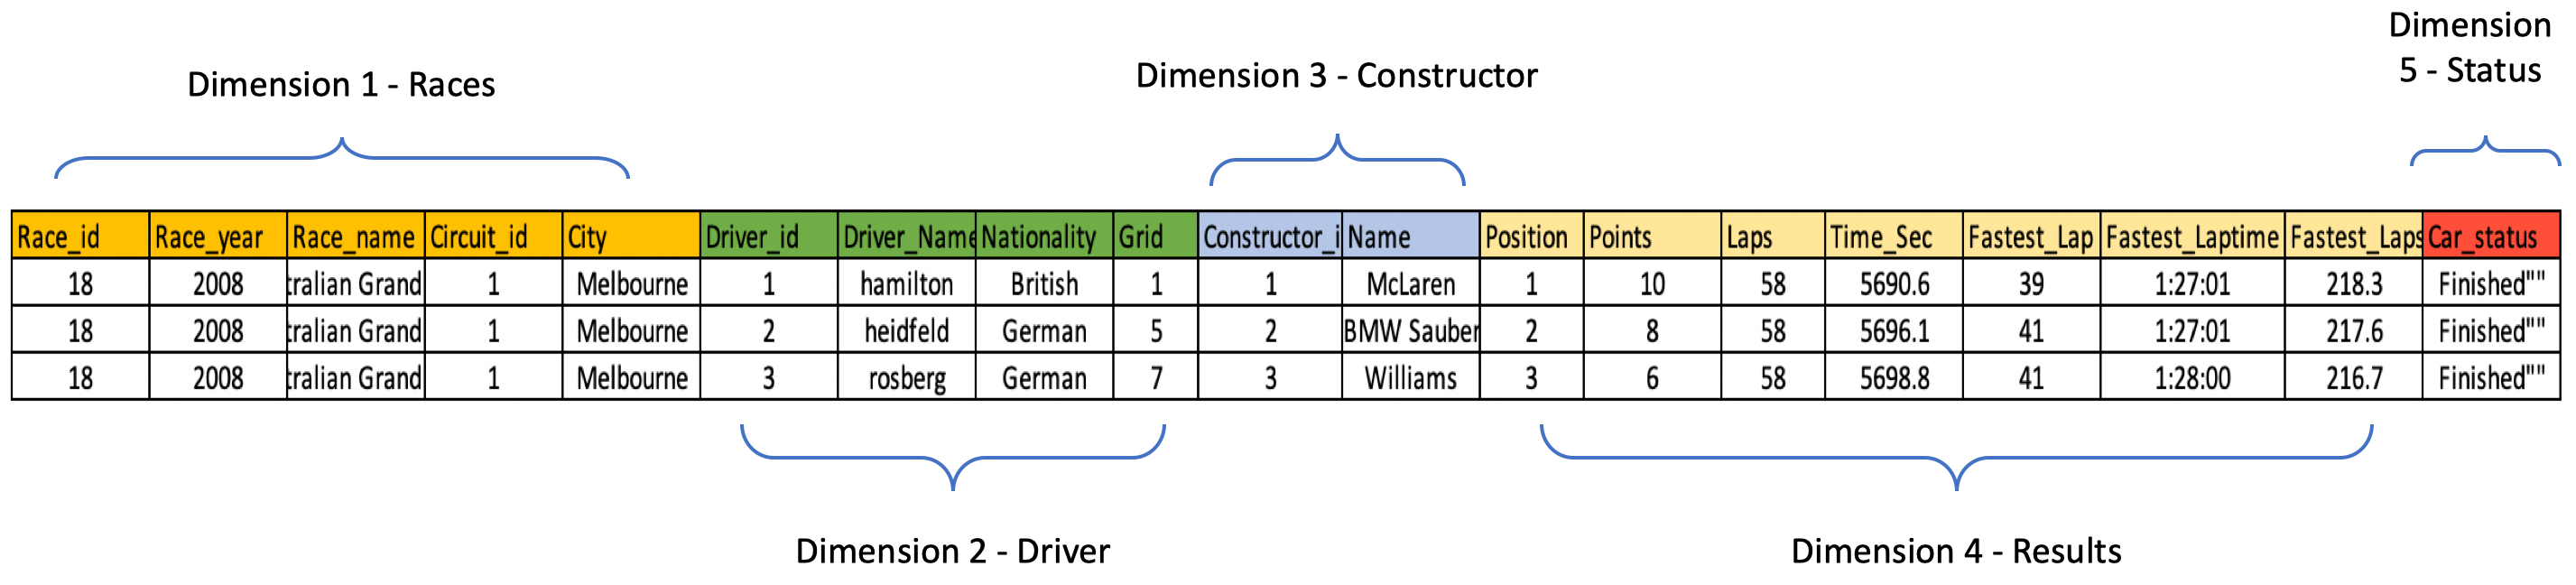 Dimension 1 - Races
Dimension 3 - Constructor
Dimension
5 - Status
Race_id Race_year Race_name Circuit_id City Driver_id Driver_Name Nationality Grid Constructor_i Name Position Points Laps Time_Sec Fastest_Lap Fastest_Laptime Fastest_Laps Car_status
18 2008 tralian Grand 1 Melbourne 1 hamilton British 1 1 McLaren 1 10 58 5690.6 39 1:27:01 218.3 Finished""
18 2008 tralian Grand 1 Melbourne 2 heidfeld German 5 2 BMW Sauber 2 8 58 5696.1 41 1:27:01 217.6 Finished""
18 2008 tralian Grand 1 Melbourne 3 rosberg German 7 3 Williams 3 6 58 5698.8 41 1:28:00 216.7 Finished""
Dimension 2 - Driver
Dimension 4 - Results